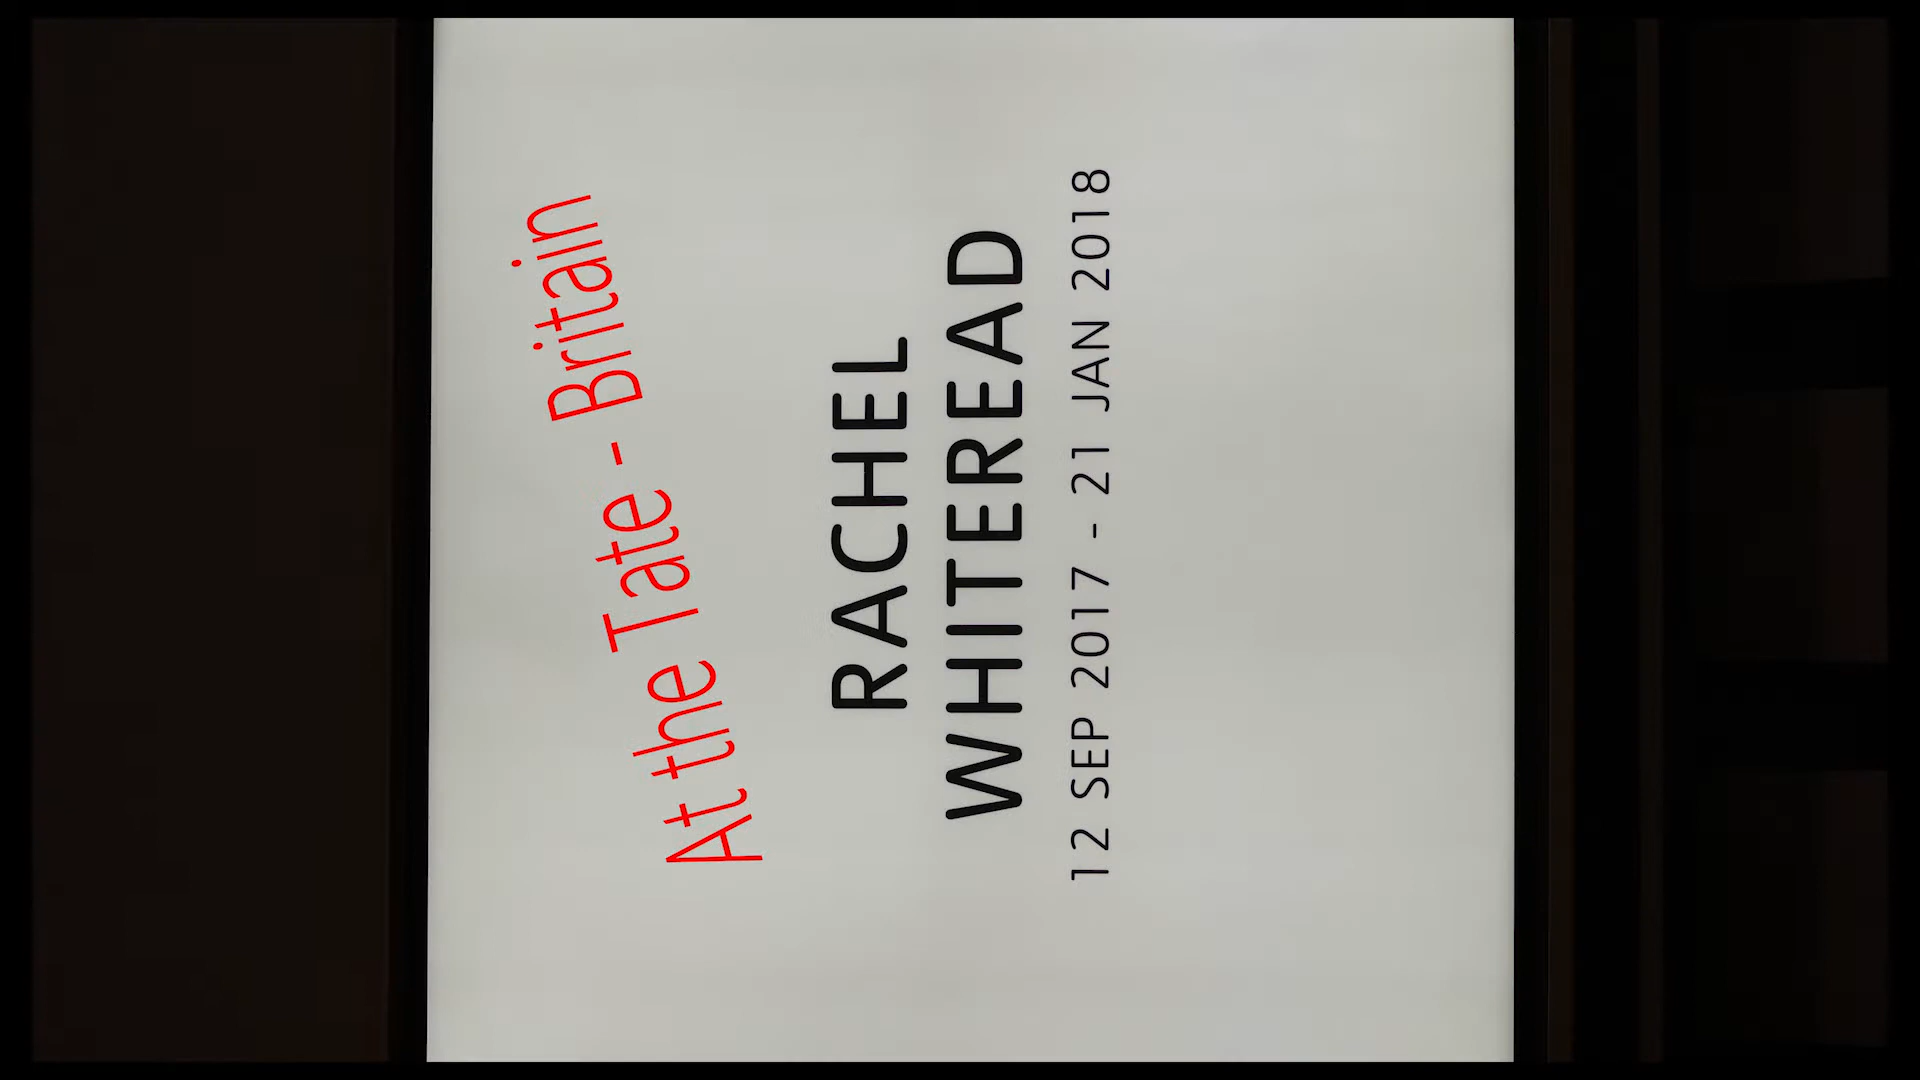 At the Tate - Britain
RACHEL
WHITEREAD
12 SEP 2017 - 21 JAN 2018